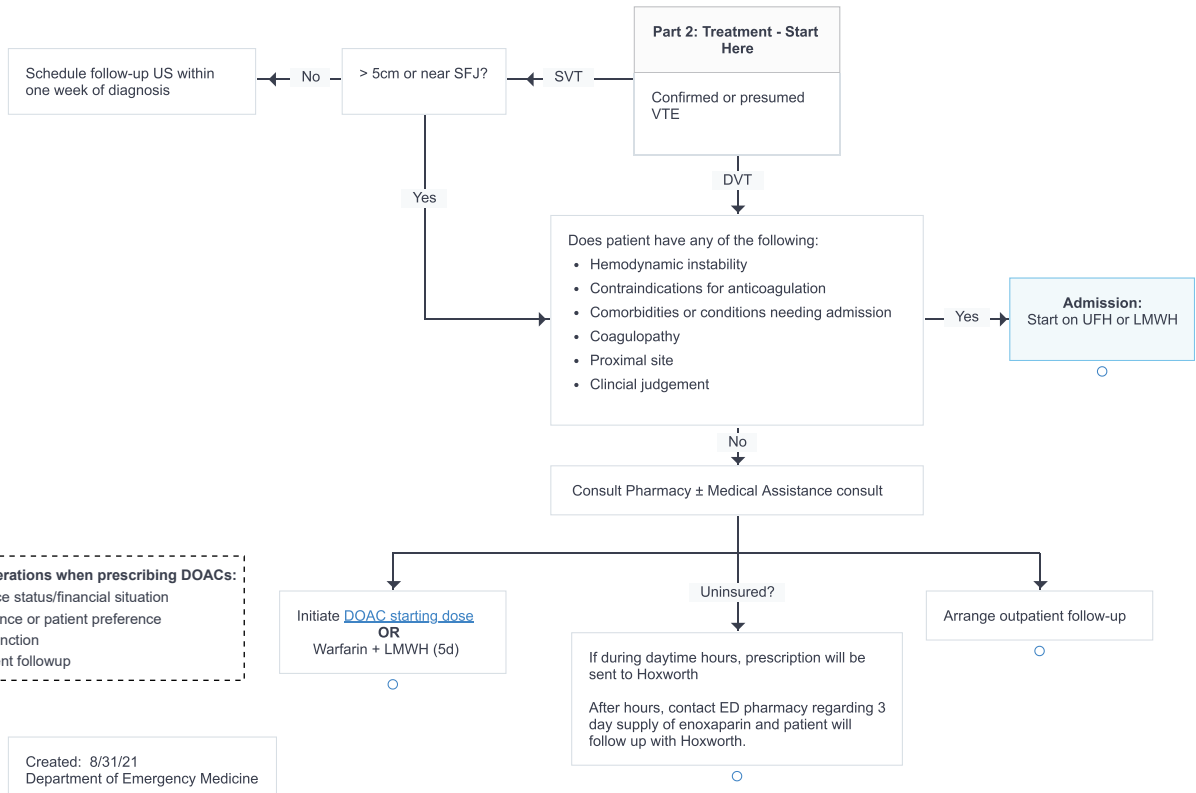 Part 2: Treatment - Start
Here
Confirmed or presumed
VTE
SVT
> 5cm or near SFJ?
No
Schedule follow-up US within
one week of diagnosis
Yes
DVT
Does patient have any of the following:
• Hemodynamic instability
• Contraindications for anticoagulation
• Comorbidities or conditions needing admission
• Coagulopathy
• Proximal site
• Clincial judgement
Yes
Admission:
Start on UFH or LMWH
No
Consult Pharmacy ± Medical Assistance consult
Initiate DOAC starting dose
OR
Warfarin + LMWH (5d)
Uninsured?
If during daytime hours, prescription will be
sent to Hoxworth
After hours, contact ED pharmacy regarding 3
day supply of enoxaparin and patient will
follow up with Hoxworth.
Arrange outpatient follow-up
erations when prescribing DOACs:
ce status/financial situation
nce or patient preference
nction
nt followup
Created:  8/31/21
Department of Emergency Medicine